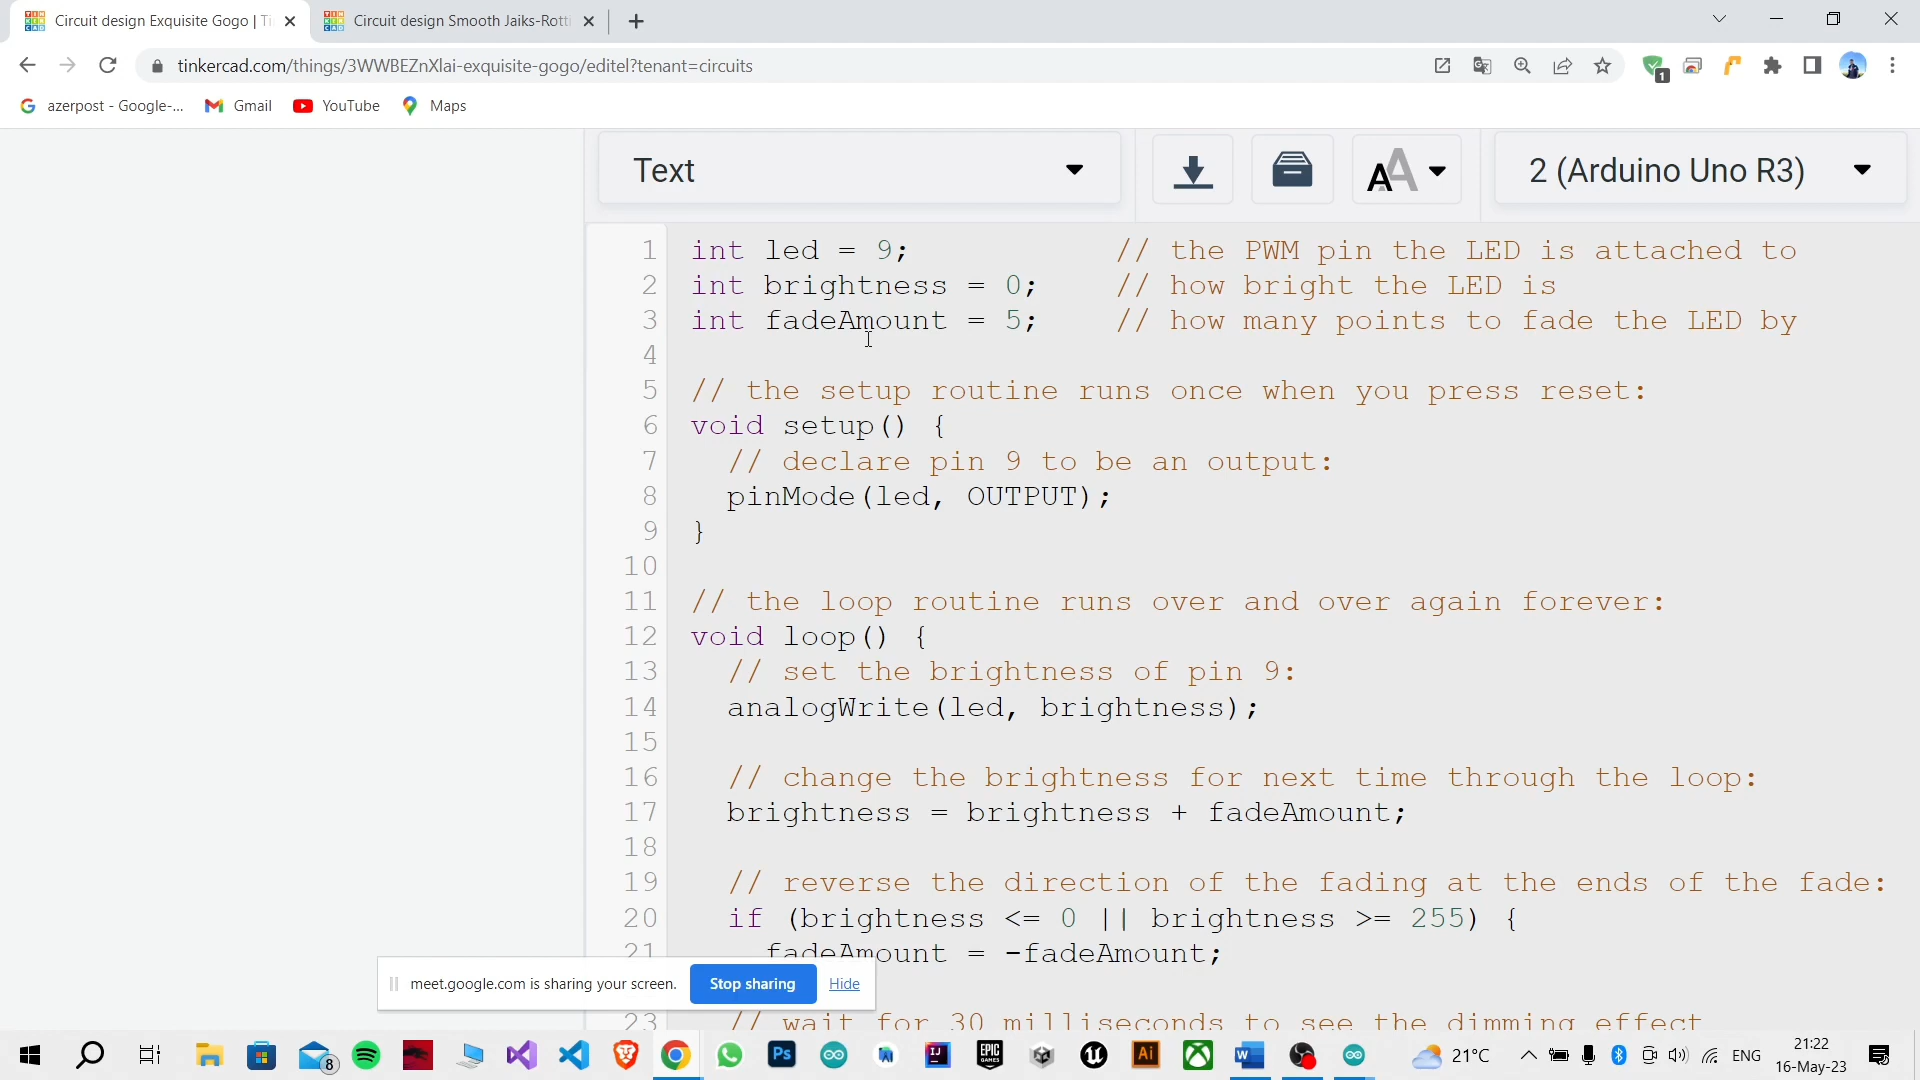 Circuit design Exquisite Gogo | Ti
Circuit design Smooth Jaiks-Rott
tinkercad.com/things/3WWBEZnXlai-exquisite-gogo/editel?tenant=circuits
1
azerpost - Google-...
Gmail
YouTube
Maps
Text
2 (Arduino Uno R3)
1 int led = 9; // the PWM pin the LED is attached to
2 int brightness = 0; // how bright the LED is
3 int fadeAmount = 5; // how many points to fade the LED by
4
5 // the setup routine runs once when you press reset:
6 void setup() {
7 // declare pin 9 to be an output:
8 pinMode(led, OUTPUT);
9 }
10
11 // the loop routine runs over and over again forever:
12 void loop() {
13 // set the brightness of pin 9:
14 analogWrite(led, brightness);
15
16 // change the brightness for next time through the loop:
17 brightness = brightness + fadeAmount;
18
19 // reverse the direction of the fading at the ends of the fade:
20 if (brightness <= 0 || brightness >= 255) {
21 fadeAmount = -fadeAmount;
meet.google.com is sharing your screen.
Stop sharing
Hide
23 // wait for 30 milliseconds to see the dimming effect
8
Ps
IJ
EPIC GAMES
Ai
W
21°C
ENG
21:22
16-May-23